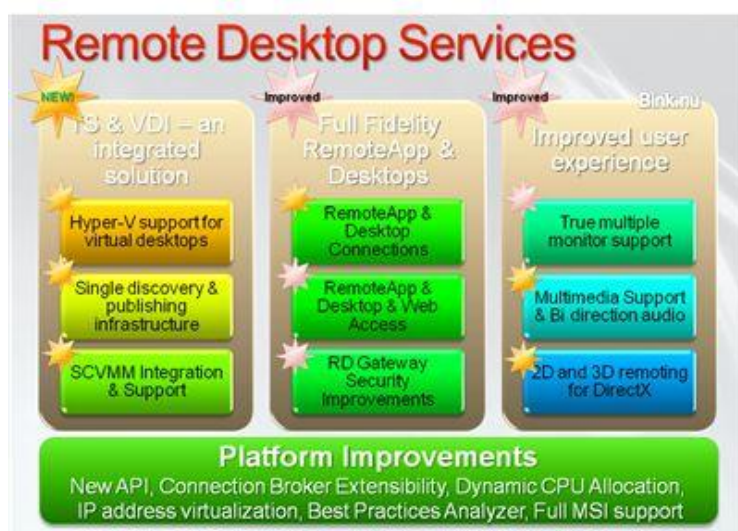 Remote Desktop Services
NEW!
TS & VDI – an
integrated
solution
Hyper-V support for
virtual desktops
Single discovery &
publishing
infrastructure
SCVMM Integration
& Support
Improved
Full Fidelity
RemoteApp &
Desktops
RemoteApp &
Desktop
Connections
RemoteApp &
Desktop & Web
Access
RD Gateway
Security
Improvements
Improved
Bink.nu
Improved user
experience
True multiple
monitor support
Multimedia Support
& Bi direction audio
2D and 3D remoting
for DirectX
Platform Improvements
New API, Connection Broker Extensibility, Dynamic CPU Allocation,
IP address virtualization, Best Practices Analyzer, Full MSI support